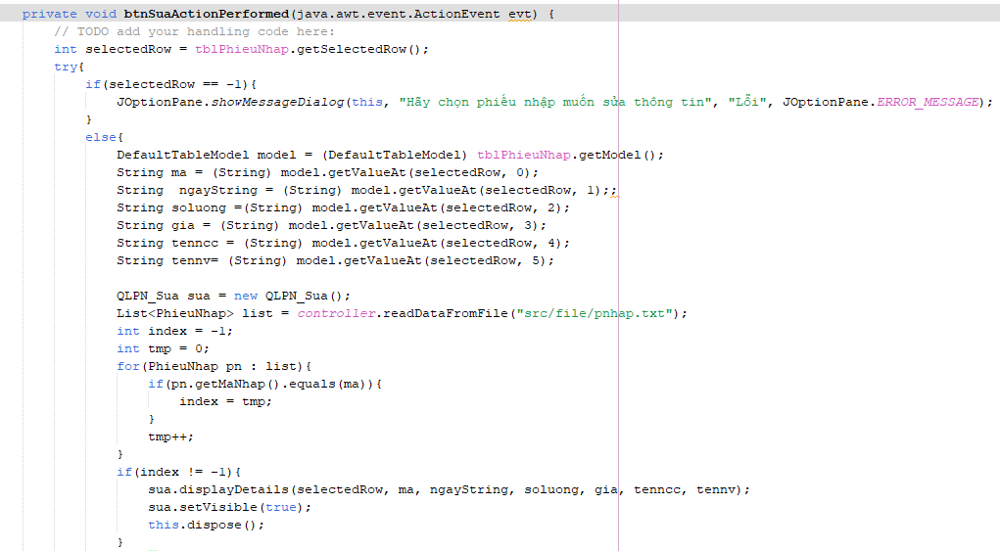 private void btnSuaActionPerformed(java.awt.event.ActionEvent evt) {
// TODO add your handling code here:
int selectedRow = tblPhieuNhap.getSelectedRow();
try{
if(selectedRow == -1){
JOptionPane.showMessageDialog(this, "Hãy chọn phiếu nhập muốn sửa thông tin", "Lỗi", JOptionPane.ERROR_MESSAGE);
}
else{
DefaultTableModel model = (DefaultTableModel) tblPhieuNhap.getModel();
String ma = (String) model.getValueAt(selectedRow, 0);
String  ngayString = (String) model.getValueAt(selectedRow, 1);;
String soluong =(String) model.getValueAt(selectedRow, 2);
String gia = (String) model.getValueAt(selectedRow, 3);
String tenncc = (String) model.getValueAt(selectedRow, 4);
String tennv= (String) model.getValueAt(selectedRow, 5);
QLPN_Sua sua = new QLPN_Sua();
List<PhieuNhap> list = controller.readDataFromFile("src/file/pnhap.txt");
int index = -1;
int tmp = 0;
for(PhieuNhap pn : list){
if(pn.getMaNhap().equals(ma)){
index = tmp;
}
tmp++;
}
if(index != -1){
sua.displayDetails(selectedRow, ma, ngayString, soluong, gia, tenncc, tennv);
sua.setVisible(true);
this.dispose();
}